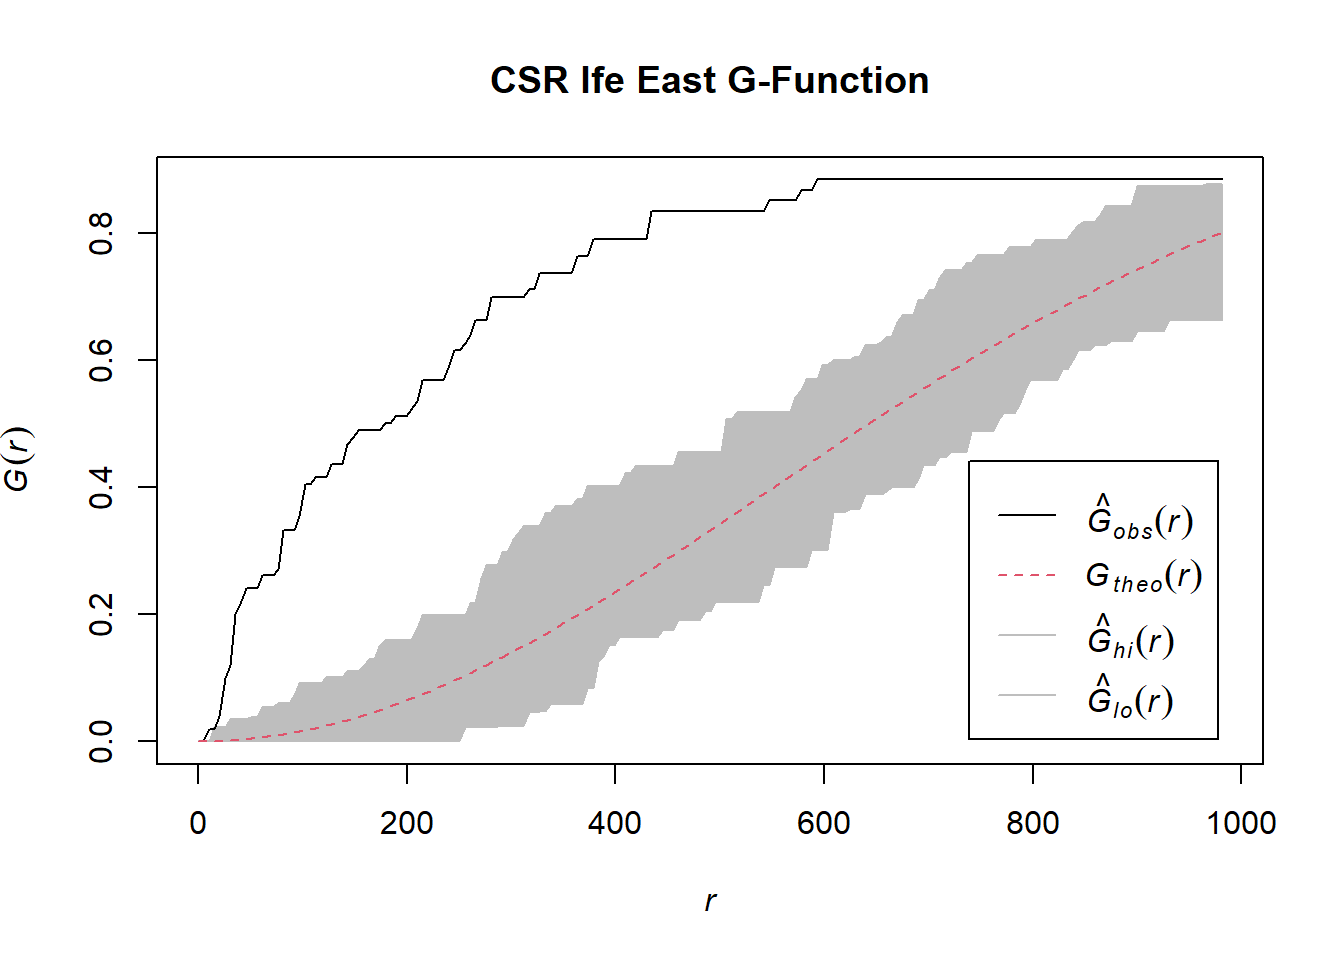 CSR Ife East G-Function
G(r)
0.8
0.6
0.4
0.2
0.0
Ĝobs(r)
Gtheo(r)
Ĝhi(r)
Ĝlo(r)
0 200 400 600 800 1000
r